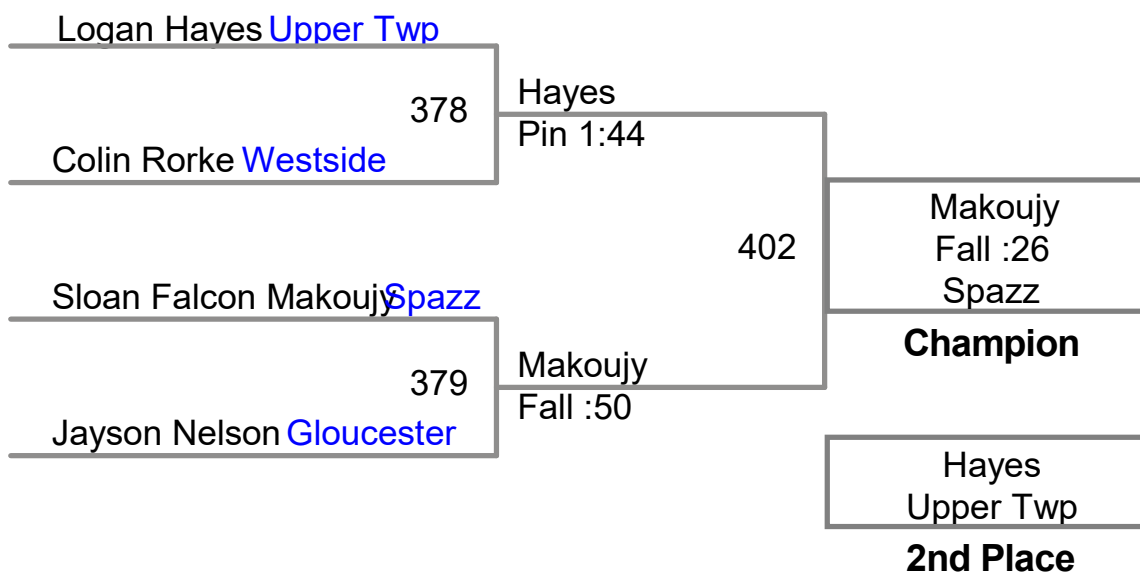 Logan Hayes Upper Twp
378
Hayes
Pin 1:44
Colin Rorke Westside
402
Makoujy
Fall :26
Spazz
Champion
Sloan Falcon Makoujy Spazz
379
Makoujy
Fall :50
Jayson Nelson Gloucester
Hayes
Upper Twp
2nd Place